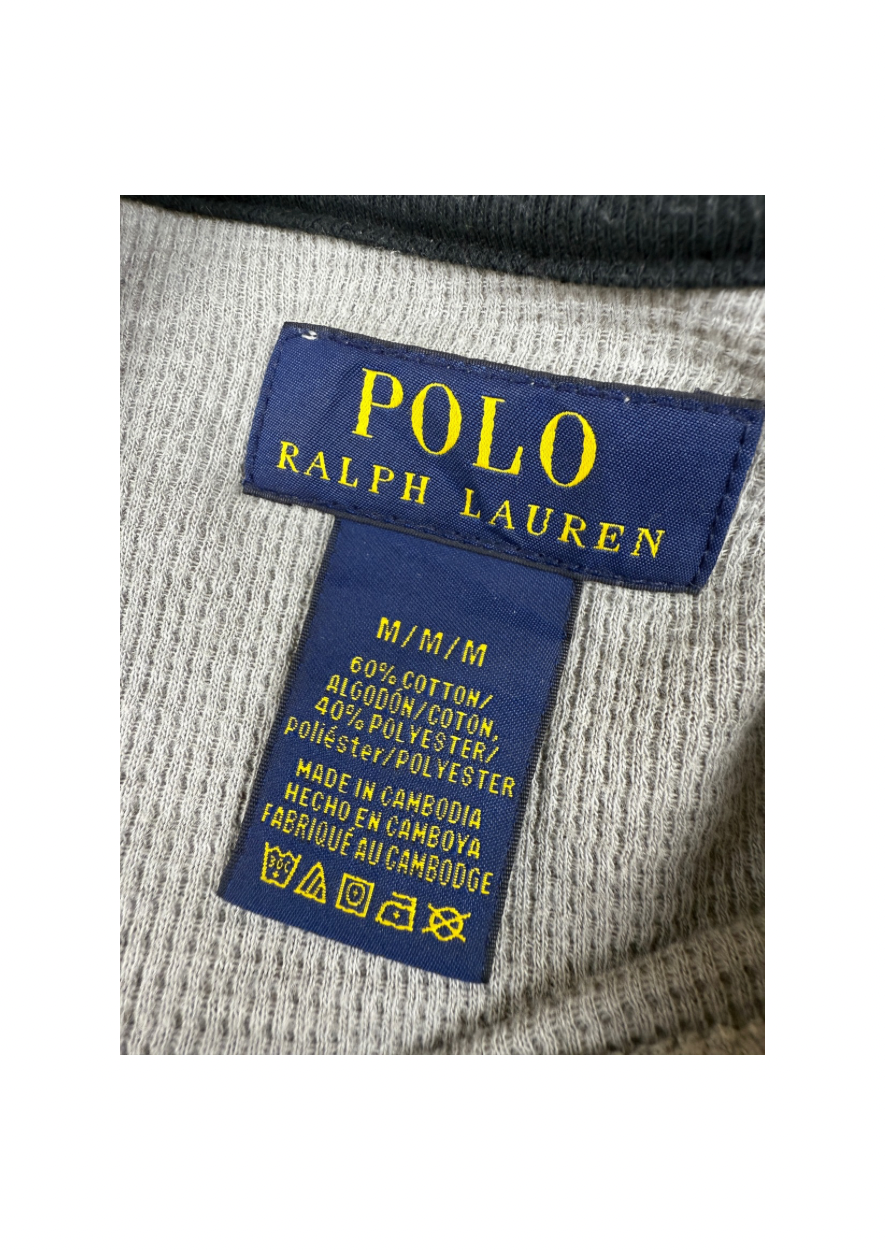 POLO
RALPH LAUREN
M/M/M
60% COTTON/
ALGODÓN/COTON,
40% POLYESTER/
poliéster/POLYESTER
MADE IN CAMBODIA
HECHO EN CAMBOYA
FABRIQUÉ AU CAMBODGE
30C